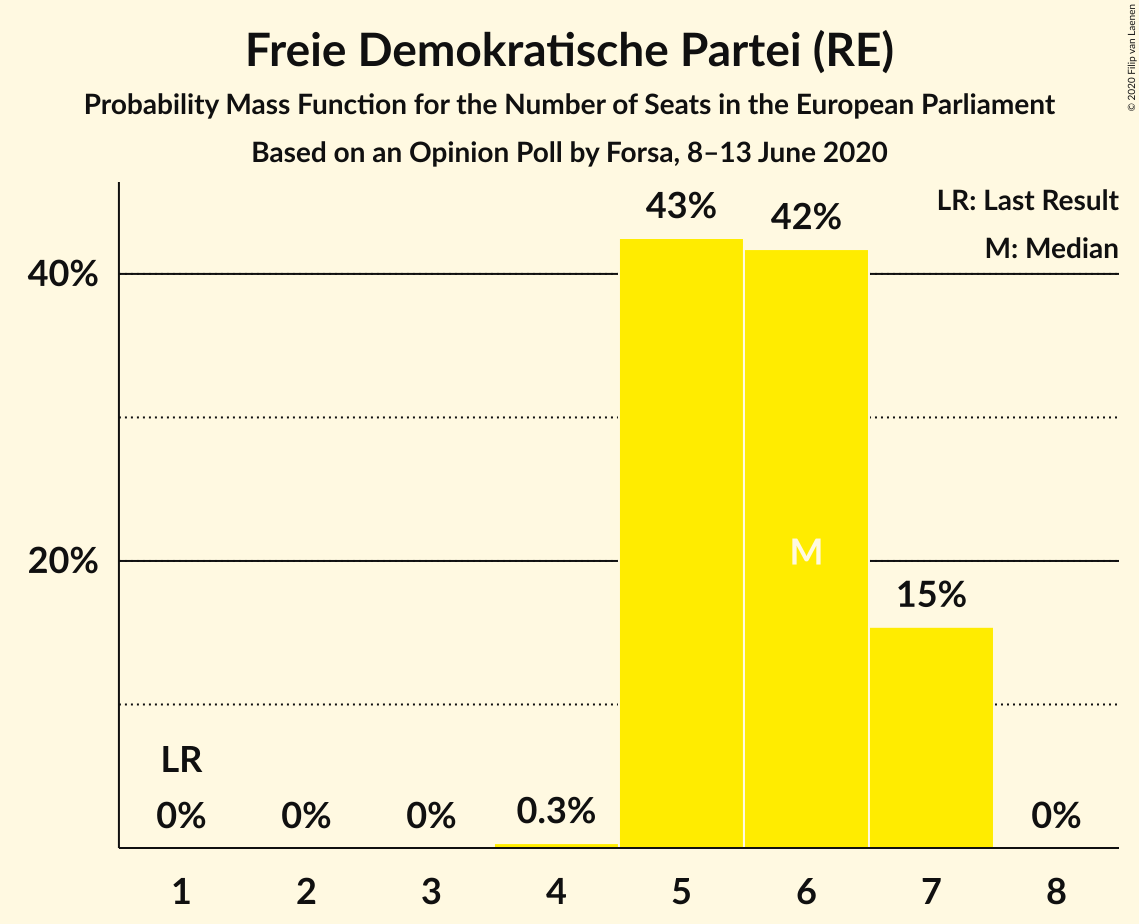 Freie Demokratische Partei (RE)
Probability Mass Function for the Number of Seats in the European Parliament
Based on an Opinion Poll by Forsa, 8–13 June 2020
© 2020 Filip van Laenen
LR: Last Result
M: Median
40%
20%
43%
42%
M
15%
LR
0%
0%
0%
0.3%
0%
1
2
3
4
5
6
7
8